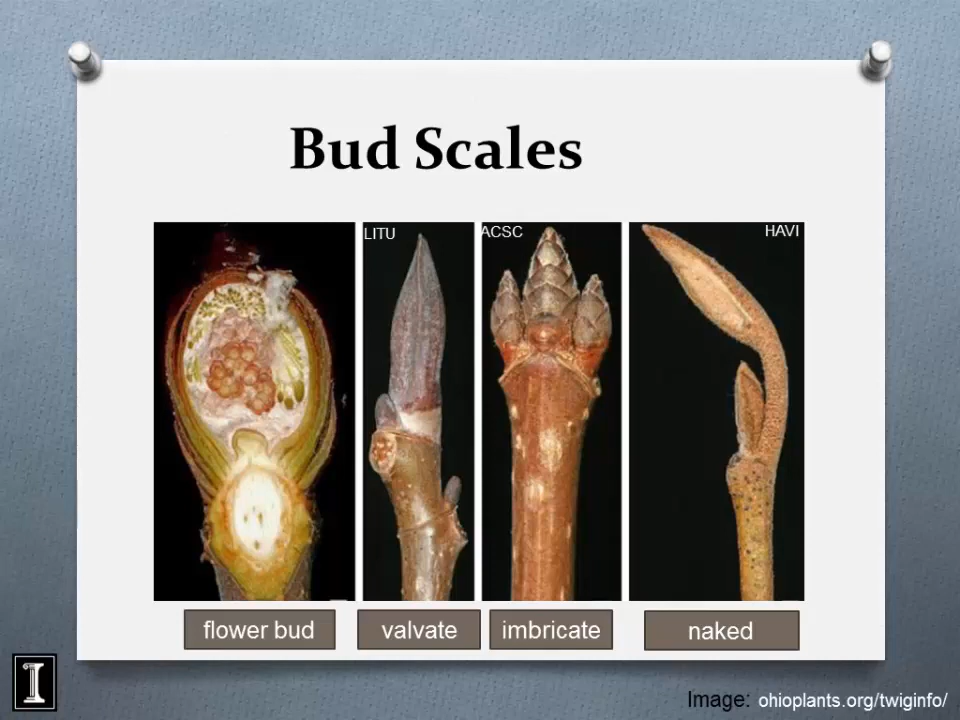 Bud Scales
LITU
ACSC
HAVI
flower bud
valvate
imbricate
naked
I
Image: ohioplants.org/twiginfo/